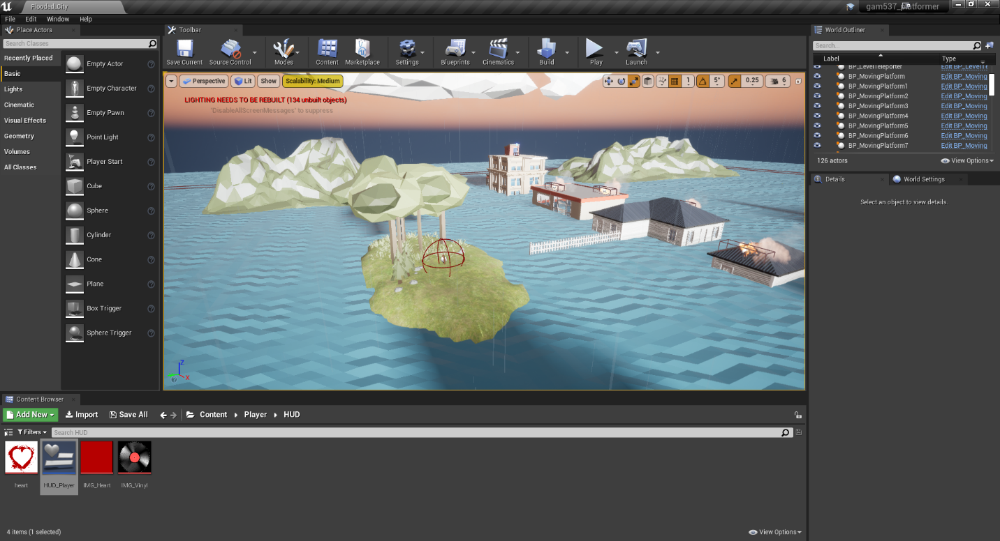 Flooded_City
gam537_platformer
File Edit Window Help
Place Actors
Search Classes
Recently Played
Basic
Lights
Cinematic
Visual Effects
Geometry
Volumes
All Classes
Empty Actor
Empty Character
Empty Pawn
Point Light
Player Start
Cube
Sphere
Cylinder
Cone
Plane
Box Trigger
Sphere Trigger
Toolbar
Save Current Source Control Modes Content Marketplace Settings Blueprints Cinematics Build Play Launch
Perspective Lit Show Scalability: Medium
1 5° 0.25 6
LIGHTING NEEDS TO BE REBUILT (134 unbuilt objects)
'DisableAllScreenMessages' to suppress
Z
X
World Outliner
Search...
Label Type
BP_LevelTeleporter Edit BP_LevelTe
BP_MovingPlatform Edit BP_Moving
BP_MovingPlatform1 Edit BP_Moving
BP_MovingPlatform2 Edit BP_Moving
BP_MovingPlatform3 Edit BP_Moving
BP_MovingPlatform4 Edit BP_Moving
BP_MovingPlatform5 Edit BP_Moving
BP_MovingPlatform6 Edit BP_Moving
BP_MovingPlatform7 Edit BP_Moving
126 actors View Options
Details World Settings
Select an object to view details.
Content Browser
Add New Import Save All Content Player HUD
Filters Search HUD
heart HUD_Player IMG_Heart IMG_Vinyl
4 items (1 selected) View Options